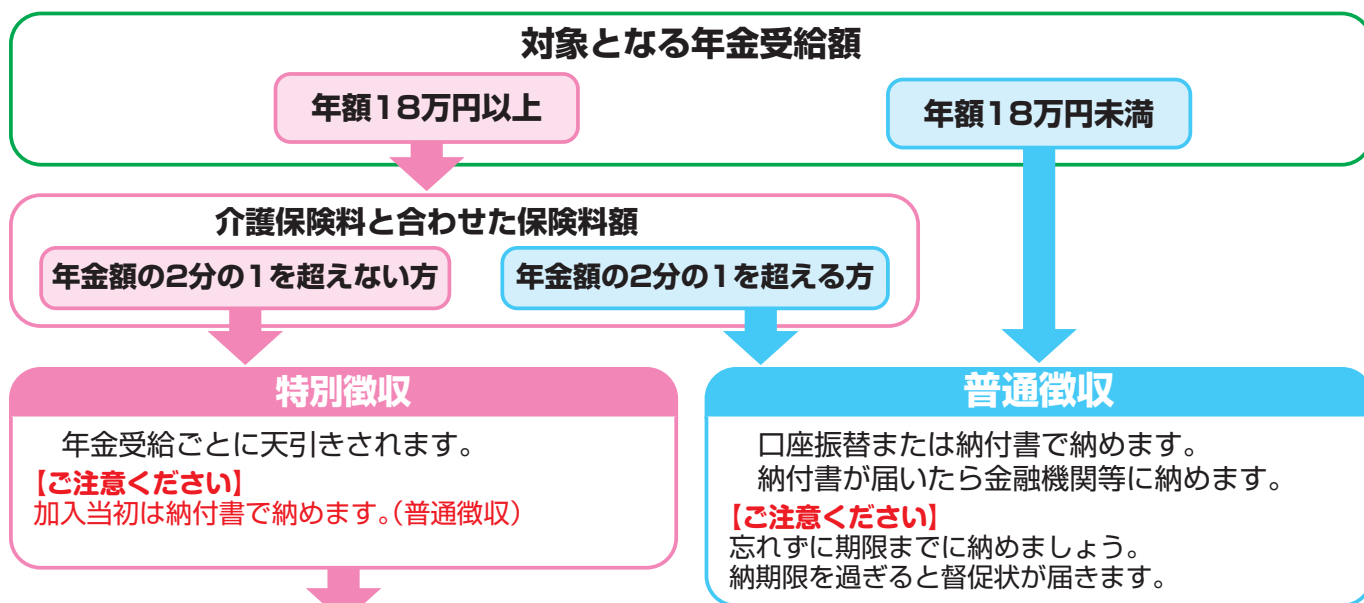 対象となる年金受給額
年額18万円以上
年額18万円未満
介護保険料と合わせた保険料額
年金額の2分の1を超えない方
年金額の2分の1を超える方
特別徴収
年金受給ごとに天引きされます。
【ご注意ください】
加入当初は納付書で納めます。(普通徴収)
普通徴収
口座振替または納付書で納めます。
納付書が届いたら金融機関等に納めます。
【ご注意ください】
忘れずに期限までに納めましょう。
納期限を過ぎると督促状が届きます。